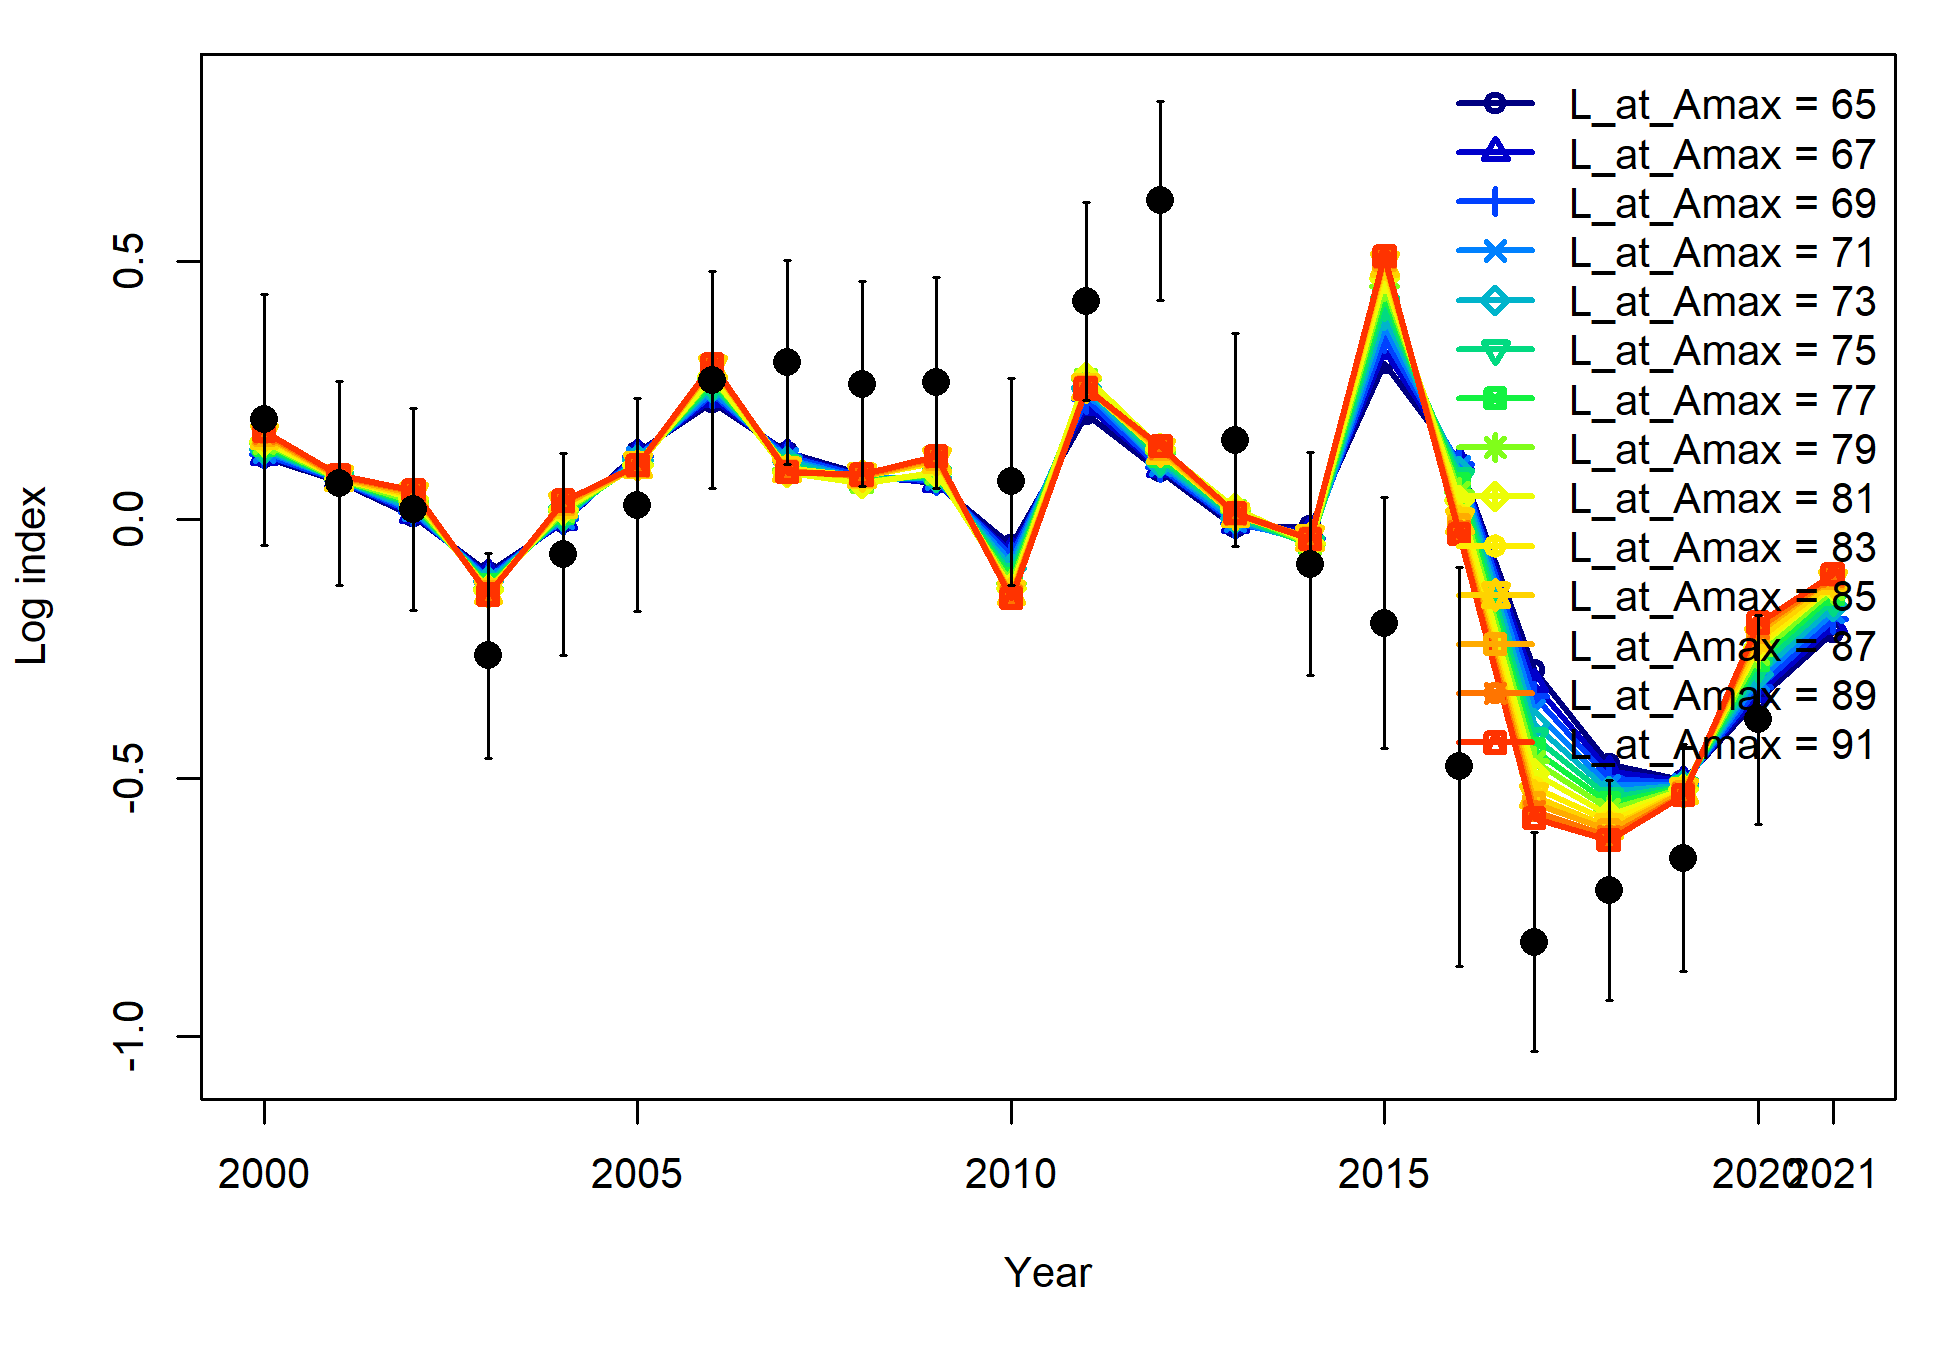 L_at_Amax = 65
L_at_Amax = 67
L_at_Amax = 69
L_at_Amax = 71
L_at_Amax = 73
L_at_Amax = 75
L_at_Amax = 77
L_at_Amax = 79
L_at_Amax = 81
L_at_Amax = 83
L_at_Amax = 85
L_at_Amax = 87
L_at_Amax = 89
L_at_Amax = 91
Log index
0.5
0.0
-0.5
-1.0
2000 2005 2010 2015 2020 2021
Year